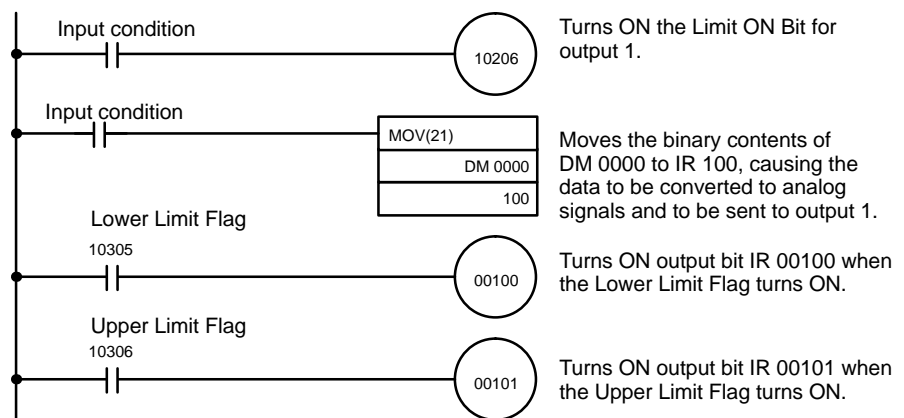 Input condition
10206
Turns ON the Limit ON Bit for
output 1.
Input condition
MOV(21)
DM 0000
100
Moves the binary contents of
DM 0000 to IR 100, causing the
data to be converted to analog
signals and to be sent to output 1.
Lower Limit Flag
10305
00100
Turns ON output bit IR 00100 when
the Lower Limit Flag turns ON.
Upper Limit Flag
10306
00101
Turns ON output bit IR 00101 when
the Upper Limit Flag turns ON.